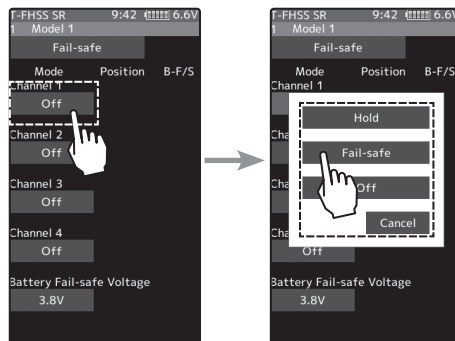 T-FHSS SR 9:42 6.6V
1 Model 1
Fail-safe
Mode Position B-F/S
Channel 1
Off
Channel 2
Off
Channel 3
Off
Channel 4
Off
Battery Fail-safe Voltage
3.8V
T-FHSS SR 9:42 6.6V
1 Model 1
Fail-safe
Mode Position B-F/S
Channel 1
Hold
Cha
Fail-safe
Cha
Off
Cancel
Cha
Off
Battery Fail-safe Voltage
3.8V